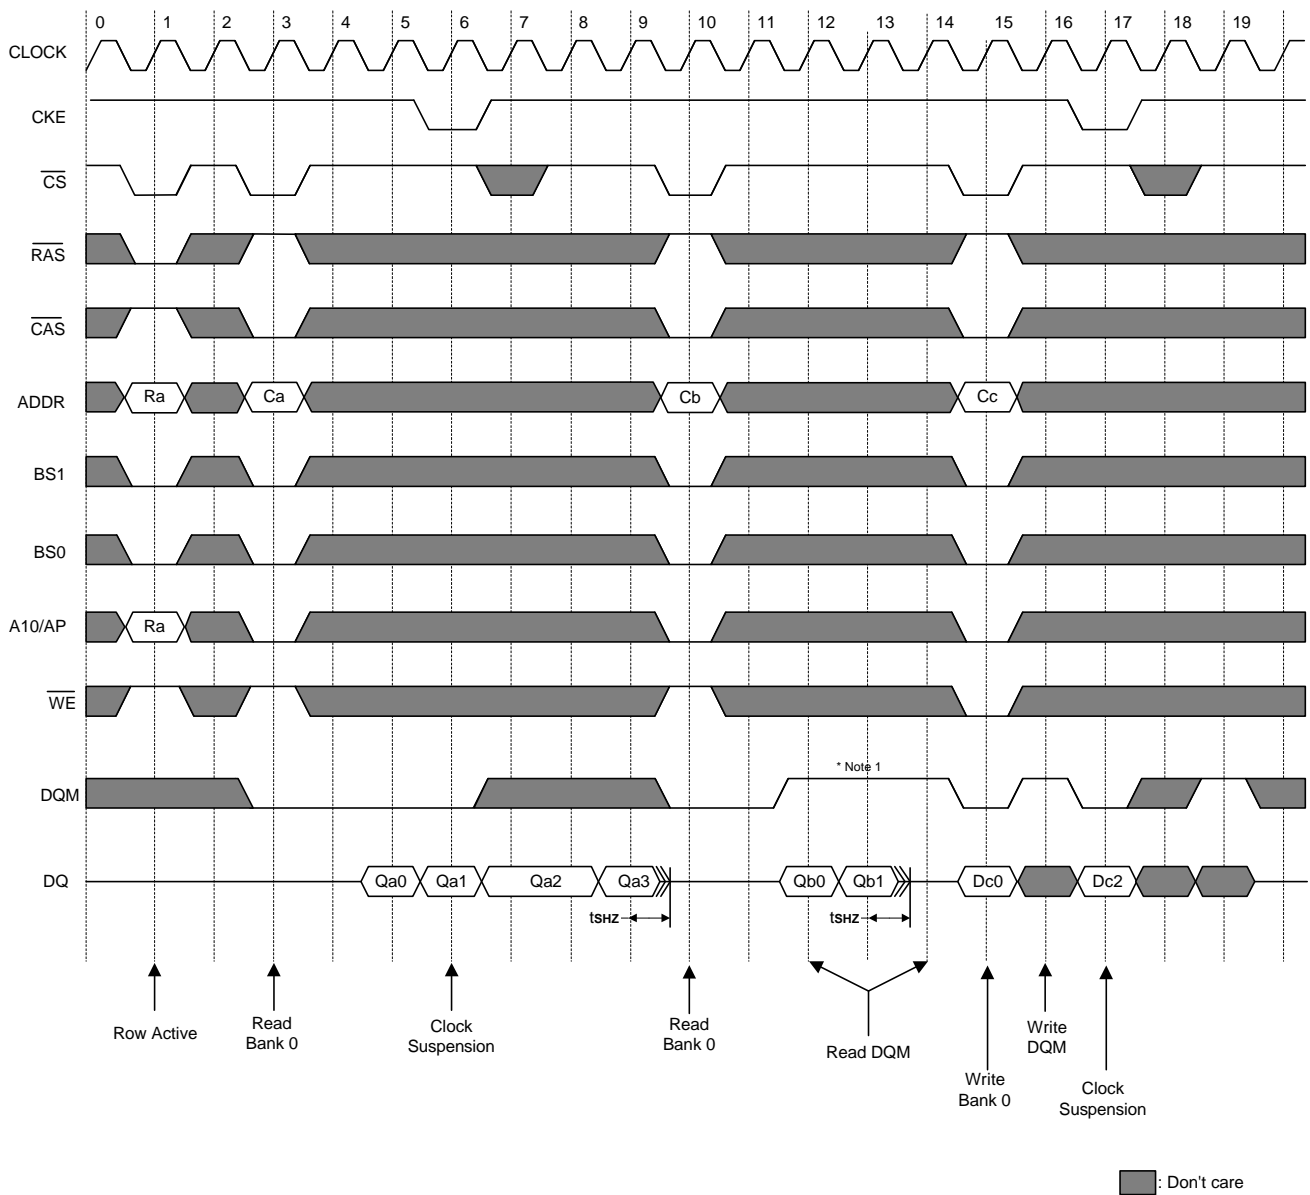 0 1 2 3 4 5 6 7 8 9 10 11 12 13 14 15 16 17 18 19
CLOCK
CKE
CS
RAS
CAS
ADDR Ra Ca Cb Cc
BS1
BS0
A10/AP Ra
WE
* Note 1
DQM
DQ Qa0 Qa1 Qa2 Qa3 Qb0 Qb1 Dc0 Dc2
tSHZ tSHZ
Row Active
Read
Bank 0
Clock
Suspension
Read
Bank 0
Read DQM
Write
DQM
Write
Bank 0
Clock
Suspension
: Don't care